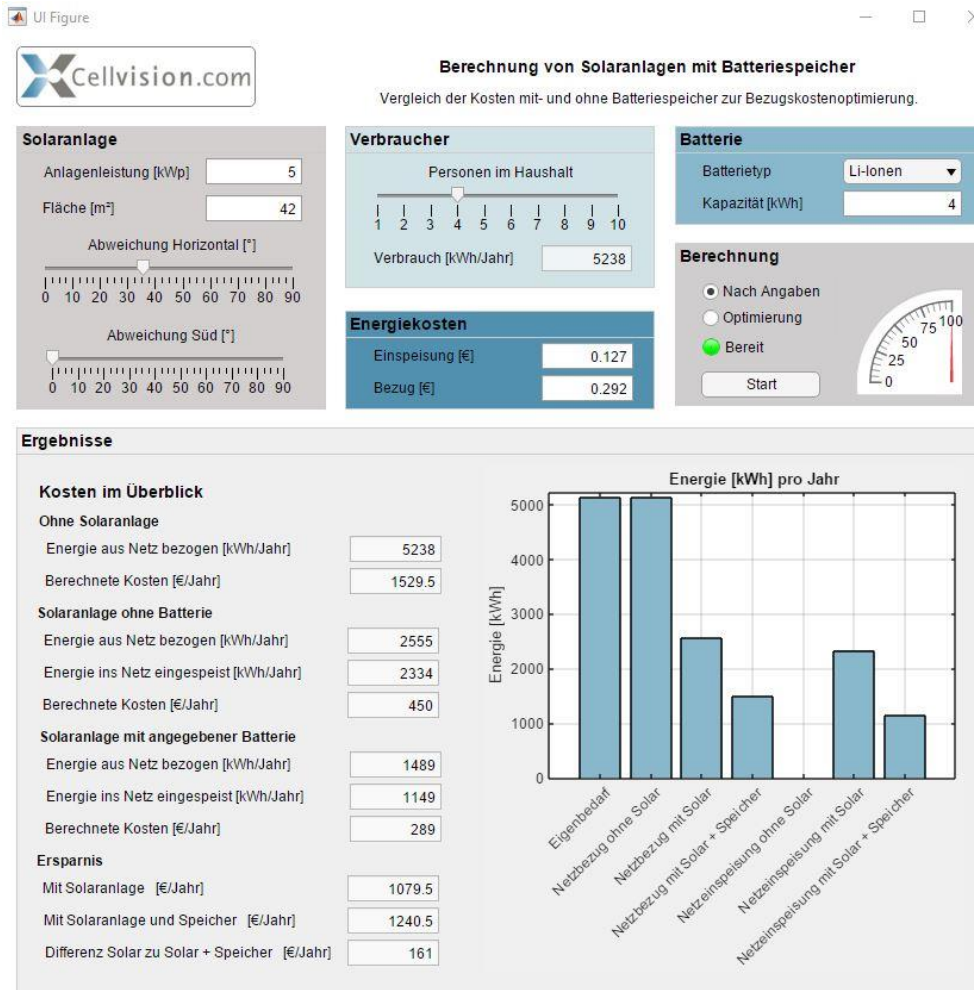 UI Figure
XCellvision.com
Berechnung von Solaranlagen mit Batteriespeicher
Vergleich der Kosten mit- und ohne Batteriespeicher zur Bezugskostenoptimierung.
Solaranlage
Anlagenleistung [kWp] 5
Fläche [m²] 42
Abweichung Horizontal [°]
0 10 20 30 40 50 60 70 80 90
Abweichung Süd [°]
0 10 20 30 40 50 60 70 80 90
Verbraucher
Personen im Haushalt
1 2 3 4 5 6 7 8 9 10
Verbrauch [kWh/Jahr] 5238
Energiekosten
Einspeisung [€] 0.127
Bezug [€] 0.292
Batterie
Batterietyp Li-Ionen
Kapazität [kWh] 4
Berechnung
Nach Angaben
Optimierung
Bereit
Start
0 25 50 75 100
Ergebnisse
Kosten im Überblick
Ohne Solaranlage
Energie aus Netz bezogen [kWh/Jahr] 5238
Berechnete Kosten [€/Jahr] 1529.5
Solaranlage ohne Batterie
Energie aus Netz bezogen [kWh/Jahr] 2555
Energie ins Netz eingespeist [kWh/Jahr] 2334
Berechnete Kosten [€/Jahr] 450
Solaranlage mit angegebener Batterie
Energie aus Netz bezogen [kWh/Jahr] 1489
Energie ins Netz eingespeist [kWh/Jahr] 1149
Berechnete Kosten [€/Jahr] 289
Ersparnis
Mit Solaranlage [€/Jahr] 1079.5
Mit Solaranlage und Speicher [€/Jahr] 1240.5
Differenz Solar zu Solar + Speicher [€/Jahr] 161
Energie [kWh] pro Jahr
Energie [kWh]
5000
4000
3000
2000
1000
0
Eigenbedarf
Netzbezug ohne Solar
Netzbezug mit Solar
Netzbezug mit Solar + Speicher
Netzeinspeisung ohne Solar
Netzeinspeisung mit Solar
Netzeinspeisung mit Solar + Speicher